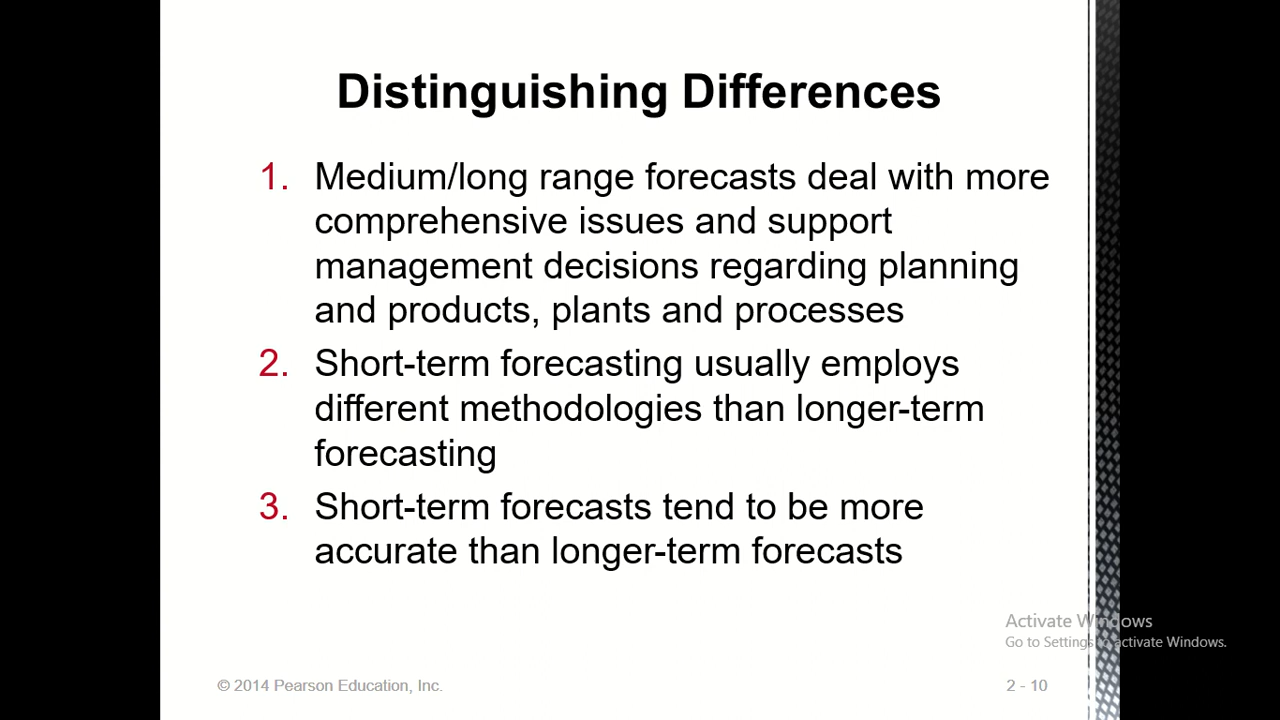 Distinguishing Differences
1. Medium/long range forecasts deal with more
comprehensive issues and support
management decisions regarding planning
and products, plants and processes
2. Short-term forecasting usually employs
different methodologies than longer-term
forecasting
3. Short-term forecasts tend to be more
accurate than longer-term forecasts
Activate Windows
Go to Settings to activate Windows.
© 2014 Pearson Education, Inc.
2 - 10